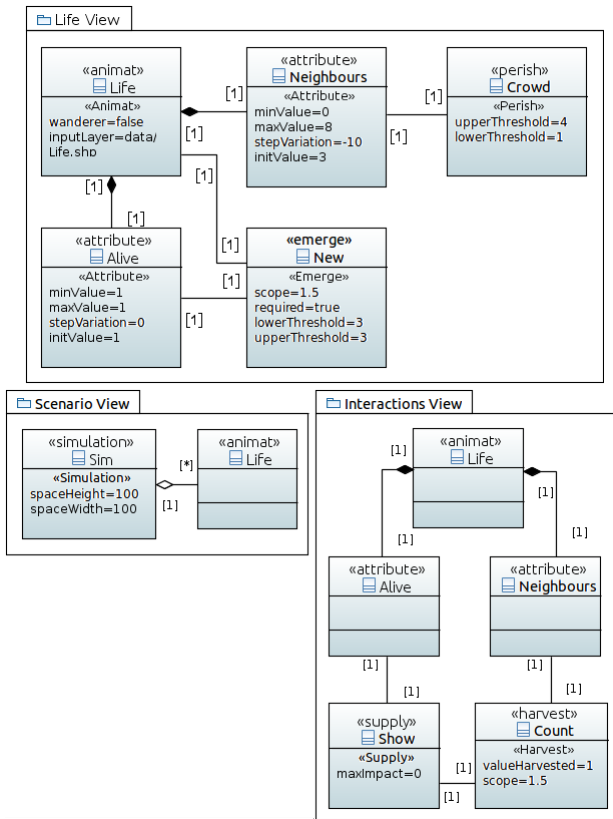 Life View
«animat»
Life
«Animat»
wanderer=false
inputLayer=data/
Life.shp
[1]
[1]
«attribute»
Neighbours
«Attribute»
minValue=0
maxValue=8
stepVariation=-10
initValue=3
[1]
[1]
«perish»
Crowd
«Perish»
upperThreshold=4
lowerThreshold=1
[1]
[1]
[1]
«attribute»
Alive
«Attribute»
minValue=1
maxValue=1
stepVariation=0
initValue=1
[1]
[1]
[1]
«emerge»
New
«Emerge»
scope=1.5
required=true
lowerThreshold=3
upperThreshold=3
Scenario View
«simulation»
Sim
«Simulation»
spaceHeight=100
spaceWidth=100
[*]
[1]
«animat»
Life
Interactions View
[1]
«animat»
Life
[1]
[1]
«attribute»
Alive
«attribute»
Neighbours
[1]
[1]
[1]
[1]
«supply»
Show
«Supply»
maxImpact=0
[1]
[1]
«harvest»
Count
«Harvest»
valueHarvested=1
scope=1.5